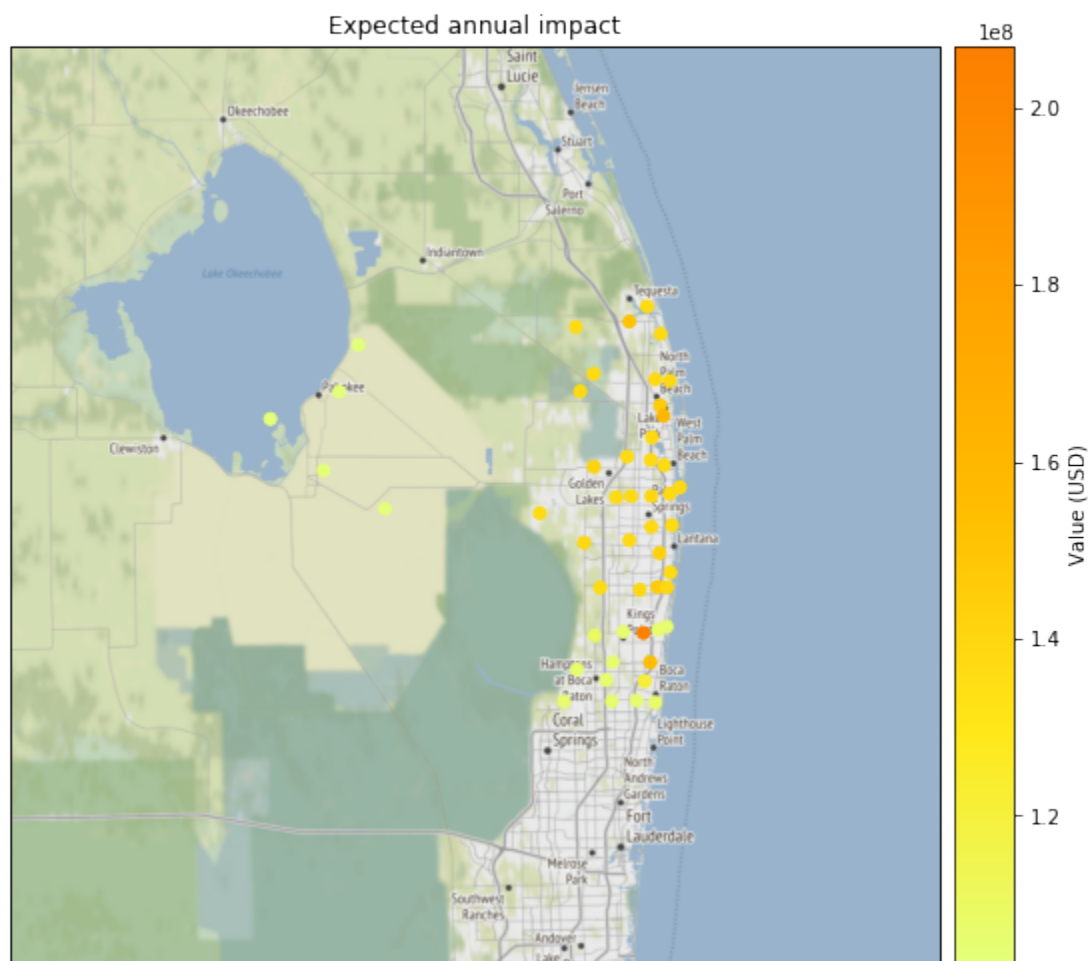 Expected annual impact
1e8
Saint
Lucie
Jensen
Beach
Okeechobee
Stuart
Port
Salerno
Indiantown
Lake Okeechobee
Tequesta
North
Palm
Beach
West
Palm
Beach
Clewiston
Golden
Lakes
Springs
Lantana
Kings
Boca
Raton
at Boca
Raton
Coral
Springs
Lighthouse
Point
North
Andrews
Gardens
Fort
Lauderdale
Melrose
Park
Southwest
Ranches
Andover
Lake
2.0
1.8
1.6
1.4
1.2
Value (USD)